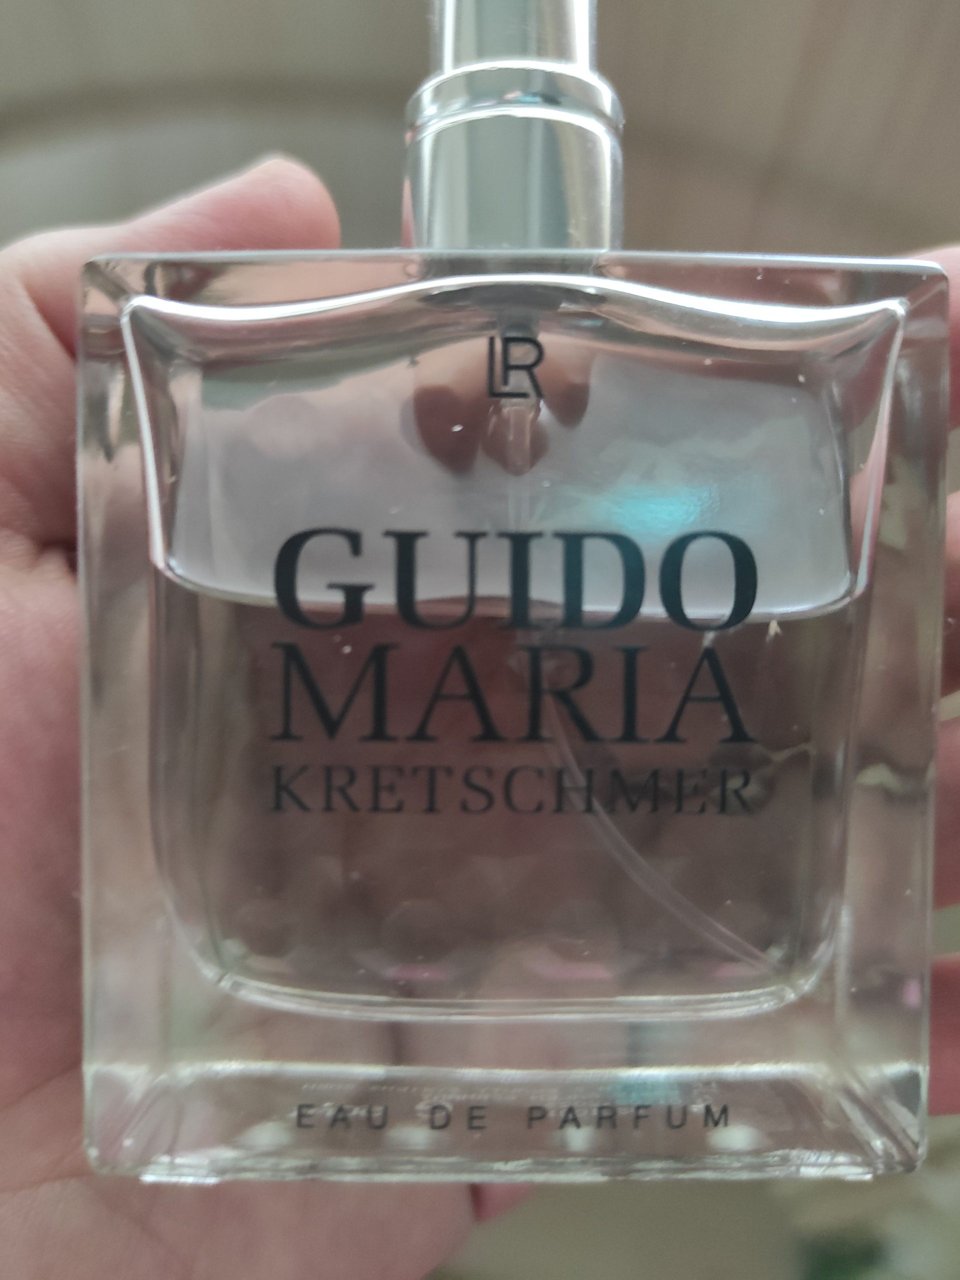 LR
GUIDO
MARIA
KRETSCHMER
EAU DE PARFUM